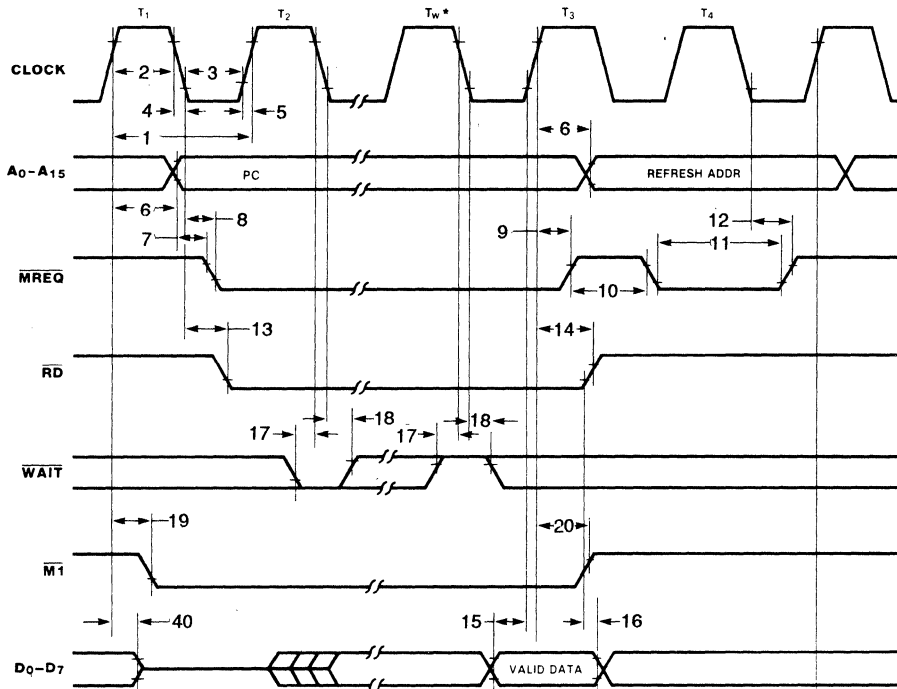 T1 T2 TW* T3 T4
CLOCK
2 3
4 5
1 6
A0–A15 PC REFRESH ADDR
6 8 9 12
7 11
MREQ
10
13 14
RD
17 18 17 18
WAIT
19 20
M1
40 15 16
D0–D7 VALID DATA